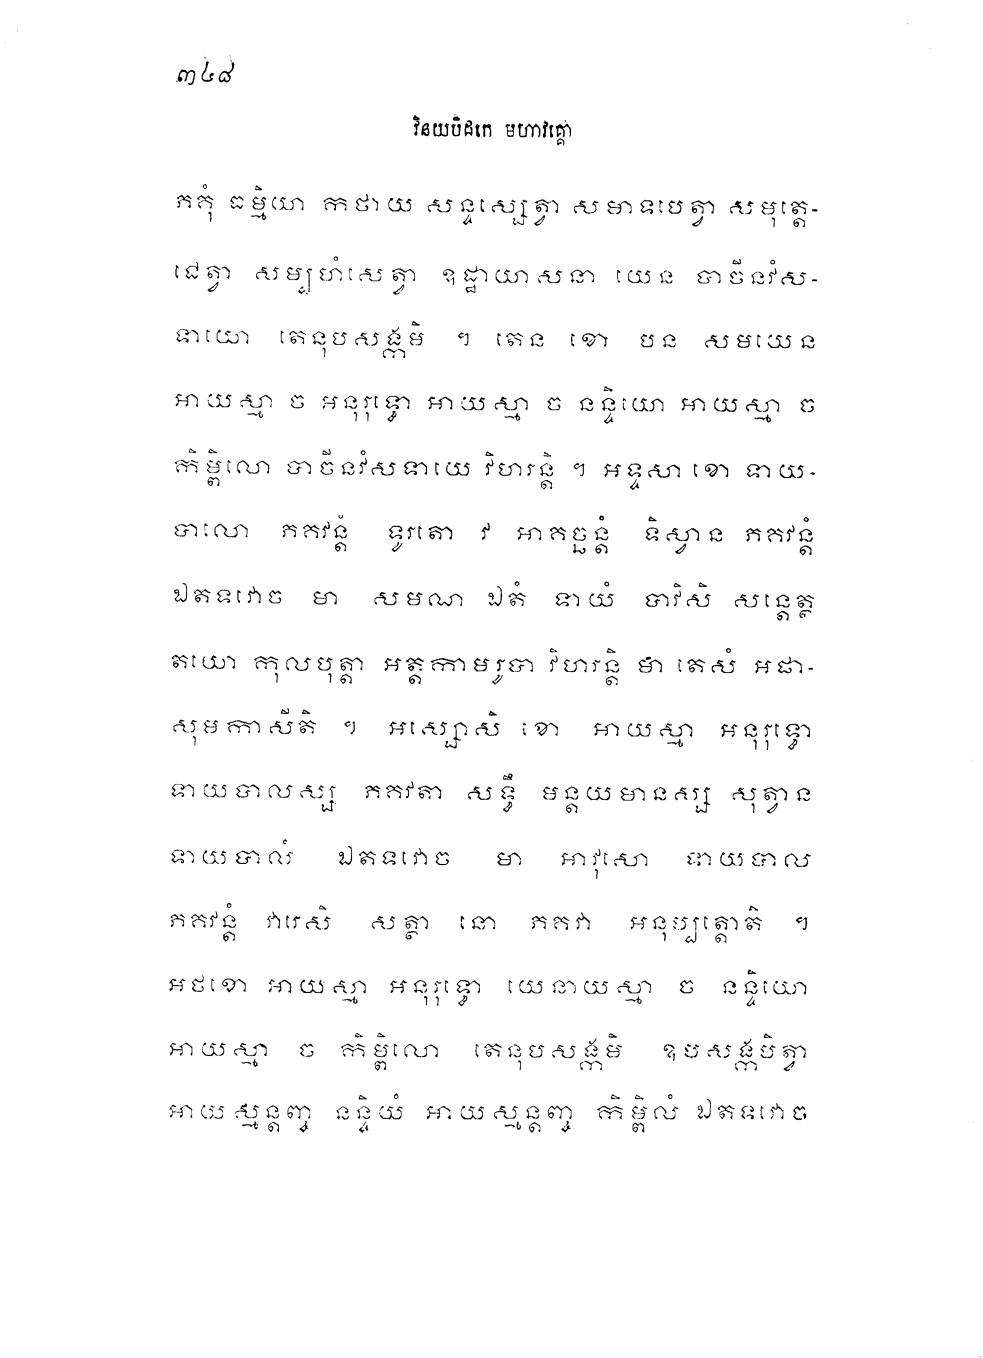 ៣៤៨
វិនយបិដកេ មហាវគ្គោ
ភគុំ ធម្មិយោ កថាយ សន្ទស្សេត្វា សមាទបេត្វា សមុត្តេ-
ជេត្វា សម្បហំសេត្វា ឧដ្ឋាយាសនា យេន បាចីនវំស-
ទាយោ តេនុបសង្កមិ ។ តេន ខោ បន សមយេន
អាយស្មា ច អនុរុទ្ធោ អាយស្មា ច នន្ទិយោ អាយស្មា ច
កិម្ពិលោ បាចីនវំសទាយេ វិហរន្តិ ។ អទ្ទសា ខោ ទាយ-
បាលោ ភគវន្តំ ទូរតោ វ អាគច្ឆន្តំ ទិស្វាន ភគវន្តំ
ឯតទវោច មា សមណ ឯតំ ទាយំ បាវិសិ សន្តេត្ថ
តយោ កុលបុត្តា អត្តកាមរូបា វិហរន្តិ មា តេសំ អផា-
សុមកាសីតិ ។ អស្សោសិ ខោ អាយស្មា អនុរុទ្ធោ
ទាយបាលស្ស ភគវតា សទ្ធឹ មន្តយមានស្ស សុត្វាន
ទាយបាលំ ឯតទវោច មា អាវុសោ ទាយបាល
ភគវន្តំ វារេសិ សត្ថា នោ ភគវា អនុប្បត្តោតិ ។
អថខោ អាយស្មា អនុរុទ្ធោ យេនាយស្មា ច នន្ទិយោ
អាយស្មា ច កិម្ពិលោ តេនុបសង្កមិ ឧបសង្កមិត្វា
អាយស្មន្តញ្ច នន្ទិយំ អាយស្មន្តញ្ច កិម្ពិលំ ឯតទវោច